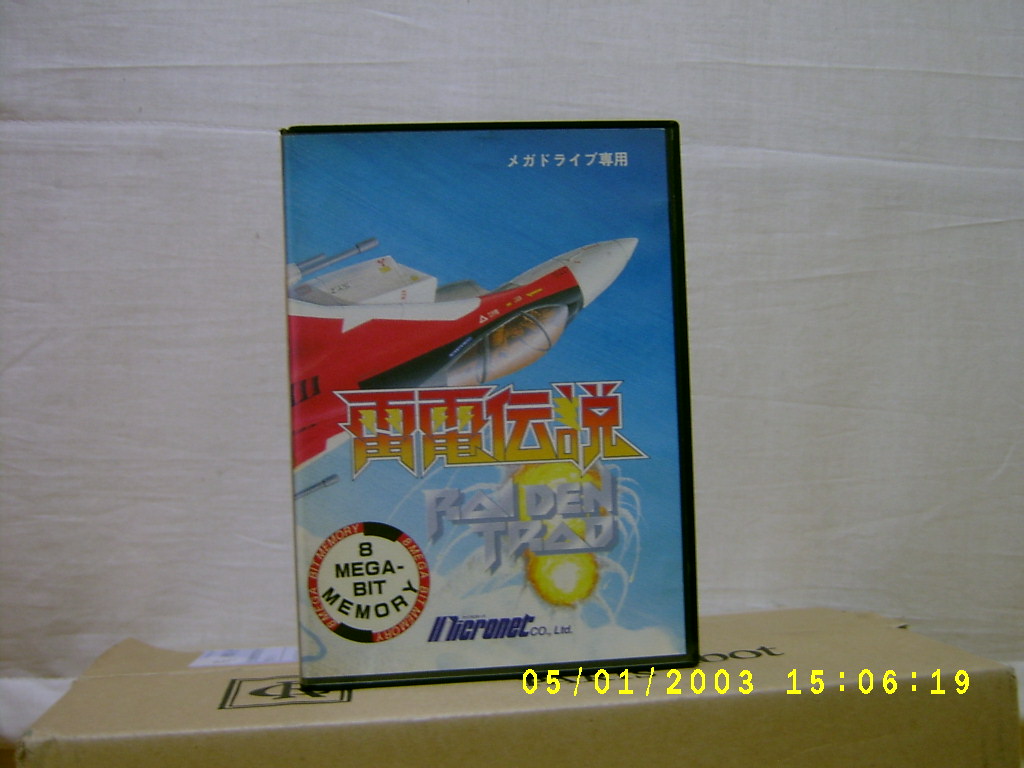 メガドライブ専用
III
雷電伝説
RAIDEN
TRAD
8
MEGA-
BIT
MEMORY
8 MEGA BIT MEMORY 8 MEGA BIT MEMORY
Micronet CO., Ltd.
05/01/2003 15:06:19